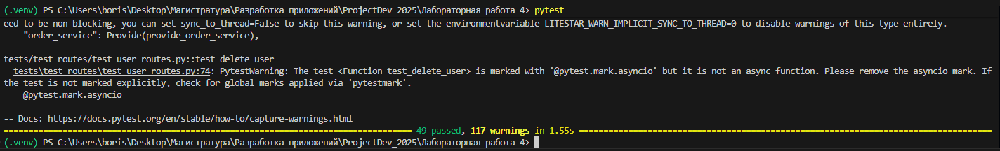 (.venv) PS C:\Users\boris\Desktop\Магистратура\Разработка приложений\ProjectDev_2025\Лабораторная работа 4> pytest
eed to be non-blocking, you can set sync_to_thread=False to skip this warning, or set the environmentvariable LITESTAR_WARN_IMPLICIT_SYNC_TO_THREAD=0 to disable warnings of this type entirely.
    "order_service": Provide(provide_order_service),

tests/test_routes/test_user_routes.py::test_delete_user
  tests\test_routes\test_user_routes.py:74: PytestWarning: The test <Function test_delete_user> is marked with '@pytest.mark.asyncio' but it is not an async function. Please remove the asyncio mark. If
the test is not marked explicitly, check for global marks applied via 'pytestmark'.
    @pytest.mark.asyncio

-- Docs: https://docs.pytest.org/en/stable/how-to/capture-warnings.html
=================================================================================== 49 passed, 117 warnings in 1.55s ====================================================================================
(.venv) PS C:\Users\boris\Desktop\Магистратура\Разработка приложений\ProjectDev_2025\Лабораторная работа 4>